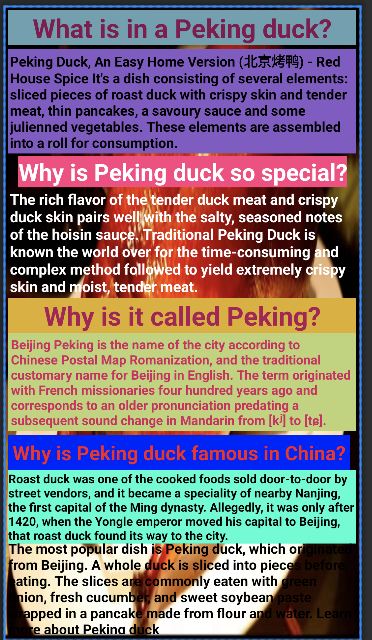 What is in a Peking duck?
Peking Duck, An Easy Home Version (北京烤鸭) - Red
House Spice It's a dish consisting of several elements:
sliced pieces of roast duck with crispy skin and tender
meat, thin pancakes, a savoury sauce and some
julienned vegetables. These elements are assembled
into a roll for consumption.
Why is Peking duck so special?
The rich flavor of the tender duck meat and crispy
duck skin pairs well with the salty, seasoned notes
of the hoisin sauce. Traditional Peking Duck is
known the world over for the time-consuming and
complex method followed to yield extremely crispy
skin and moist, tender meat.
Why is it called Peking?
Beijing Peking is the name of the city according to
Chinese Postal Map Romanization, and the traditional
customary name for Beijing in English. The term originated
with French missionaries four hundred years ago and
corresponds to an older pronunciation predating a
subsequent sound change in Mandarin from [kʲ] to [tɕ].
Why is Peking duck famous in China?
Roast duck was one of the cooked foods sold door-to-door by
street vendors, and it became a speciality of nearby Nanjing,
the first capital of the Ming dynasty. Allegedly, it was only after
1420, when the Yongle emperor moved his capital to Beijing,
that roast duck found its way to the city.
The most popular dish is Peking duck, which originated
from Beijing. A whole duck is sliced into pieces before
eating. The slices are commonly eaten with green
onion, fresh cucumber, and sweet soybean paste
wrapped in a pancake made from flour and water. Learn
more about Peking duck